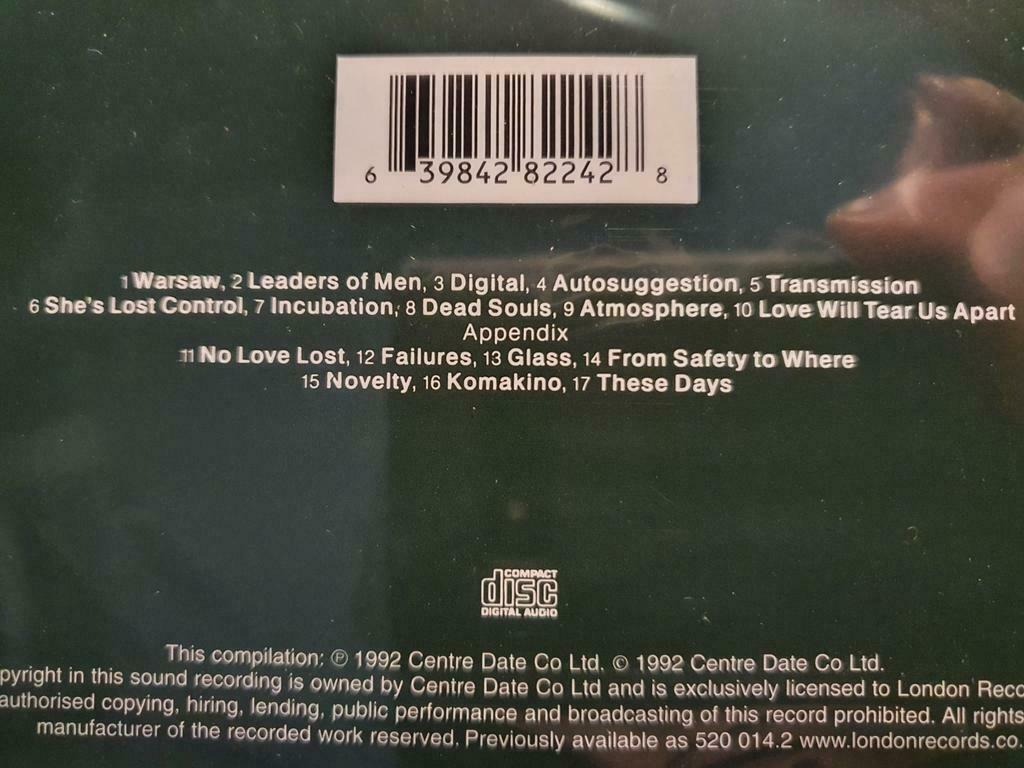 6 39842 82242 8
1 Warsaw, 2 Leaders of Men, 3 Digital, 4 Autosuggestion, 5 Transmission
6 She's Lost Control, 7 Incubation, 8 Dead Souls, 9 Atmosphere, 10 Love Will Tear Us Apart
Appendix
11 No Love Lost, 12 Failures, 13 Glass, 14 From Safety to Where
15 Novelty, 16 Komakino, 17 These Days
COMPACT
disc
DIGITAL AUDIO
This compilation: ℗ 1992 Centre Date Co Ltd. © 1992 Centre Date Co Ltd.
pyright in this sound recording is owned by Centre Date Co Ltd and is exclusively licensed to London Reco
authorised copying, hiring, lending, public performance and broadcasting of this record prohibited. All rights
manufacturer of the recorded work reserved. Previously available as 520 014.2 www.londonrecords.co.